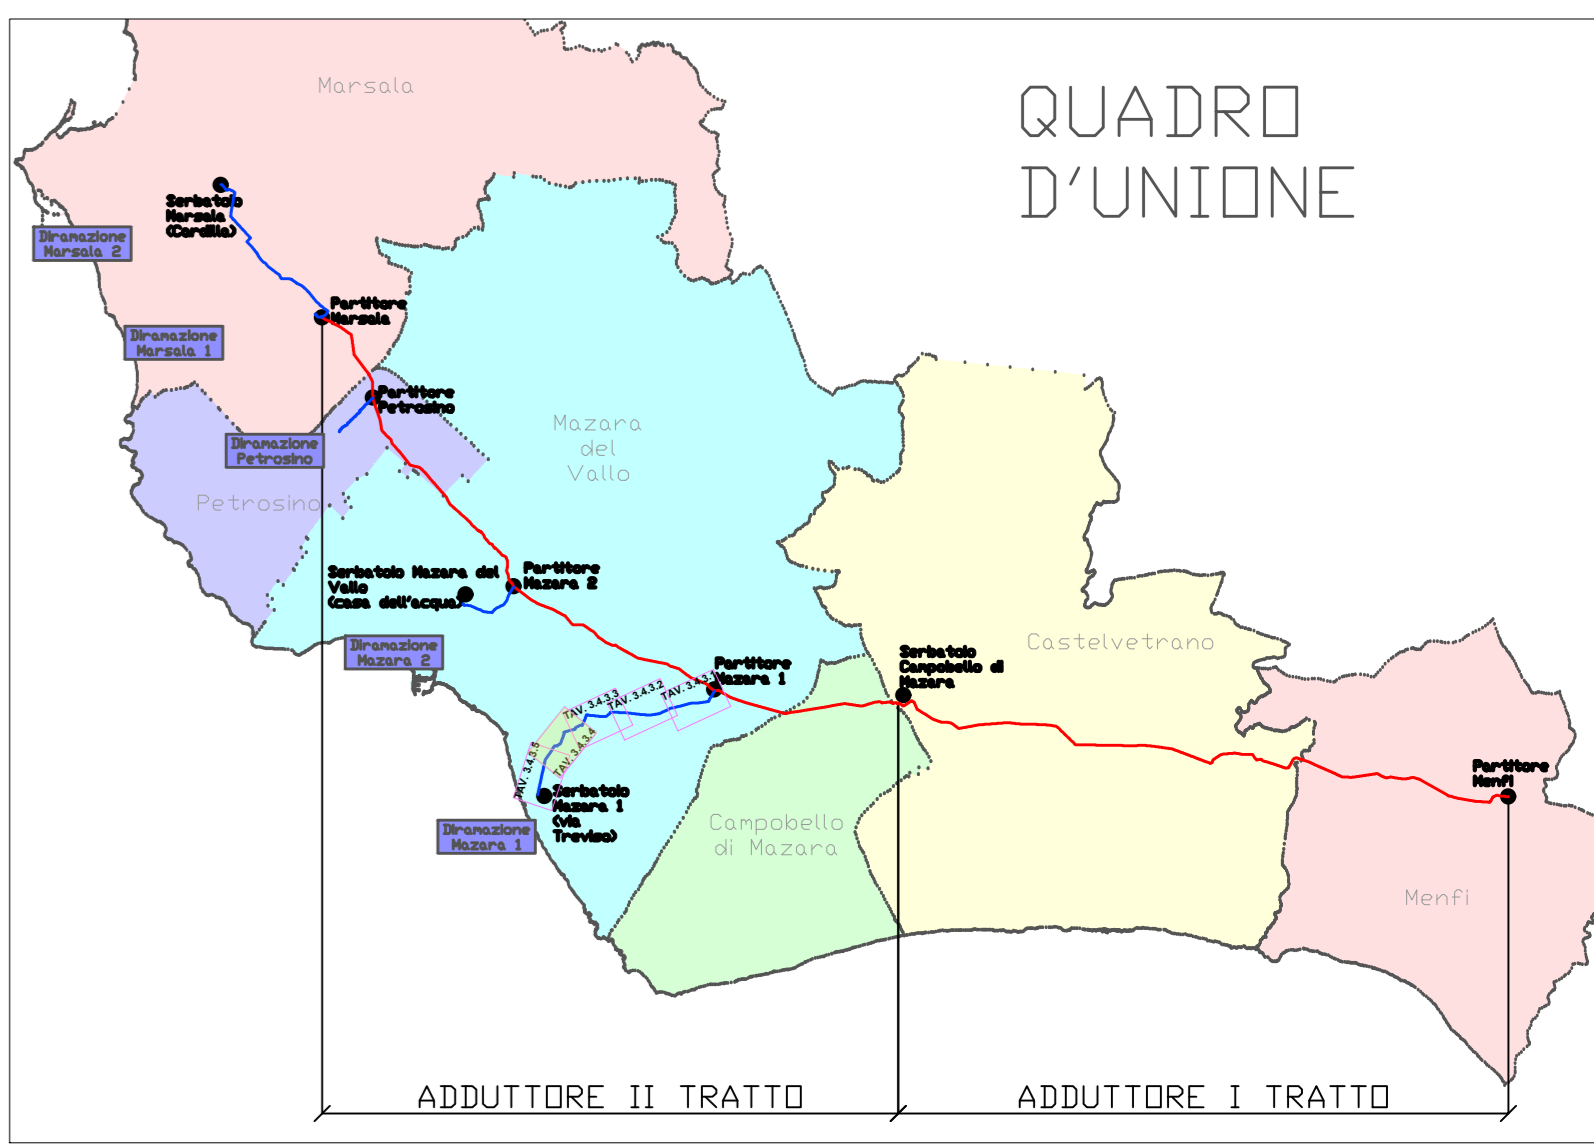 QUADRO
D'UNIONE
Marsala
Serbatoio
Marsala
(Cardilla)
Diramazione
Marsala 2
Partitore
Marsala
Diramazione
Marsala 1
Partitore
Petrosino
Diramazione
Petrosino
Petrosino
Mazara
del
Vallo
Serbatoio Mazara del
Vallo
(casa dell'acqua)
Partitore
Mazara 2
Diramazione
Mazara 2
Partitore
Mazara 1
TAV. 3.4.3.1
TAV. 3.4.3.2
TAV. 3.4.3.3
TAV. 3.4.3.4
TAV. 3.4.3.5
Serbatoio
Mazara 1
(via
Treviso)
Diramazione
Mazara 1
Serbatoio
Campobello di
Mazara
Castelvetrano
Campobello
di Mazara
Partitore
Menfi
Menfi
ADDUTTORE II TRATTO
ADDUTTORE I TRATTO